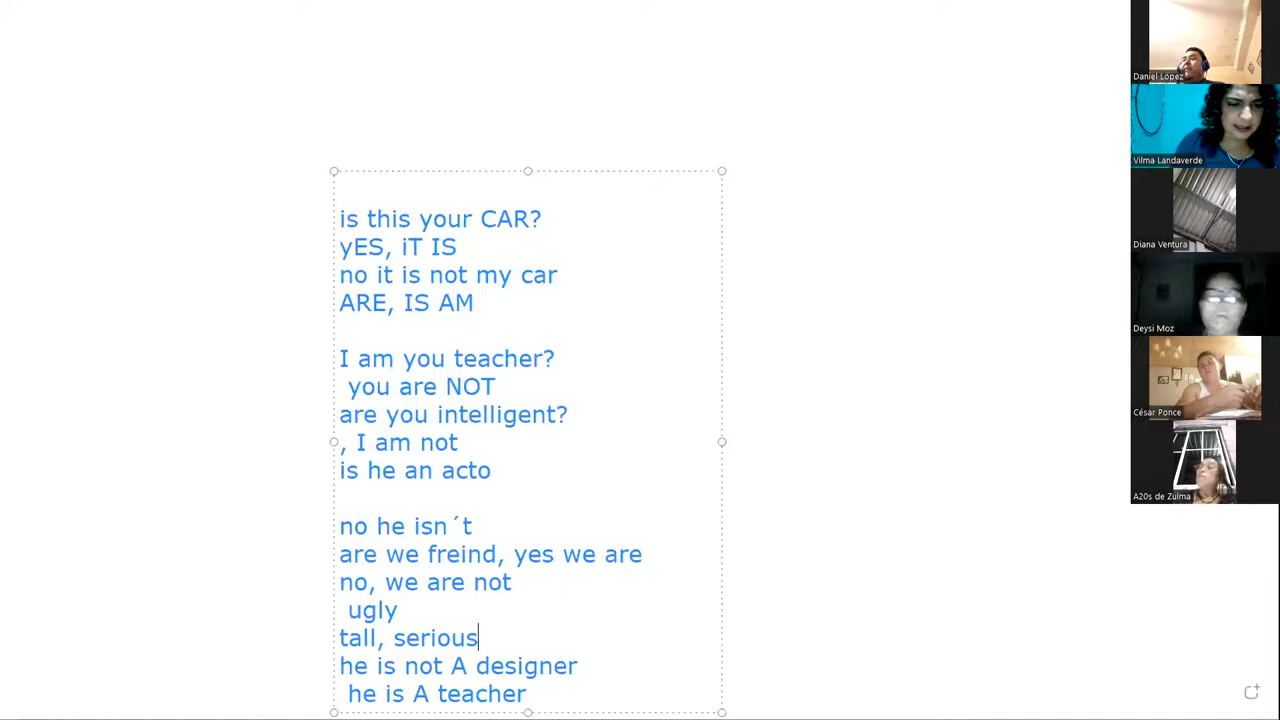 is this your CAR?
yES, iT IS
no it is not my car
ARE, IS AM
I am you teacher?
you are NOT
are you intelligent?
, I am not
is he an acto
no he isn´t
are we freind, yes we are
no, we are not
ugly
tall, serious
he is not A designer
he is A teacher
Daniel López
Vilma Landaverde
Diana Ventura
Deysi Moz
César Ponce
A20s de Zulma